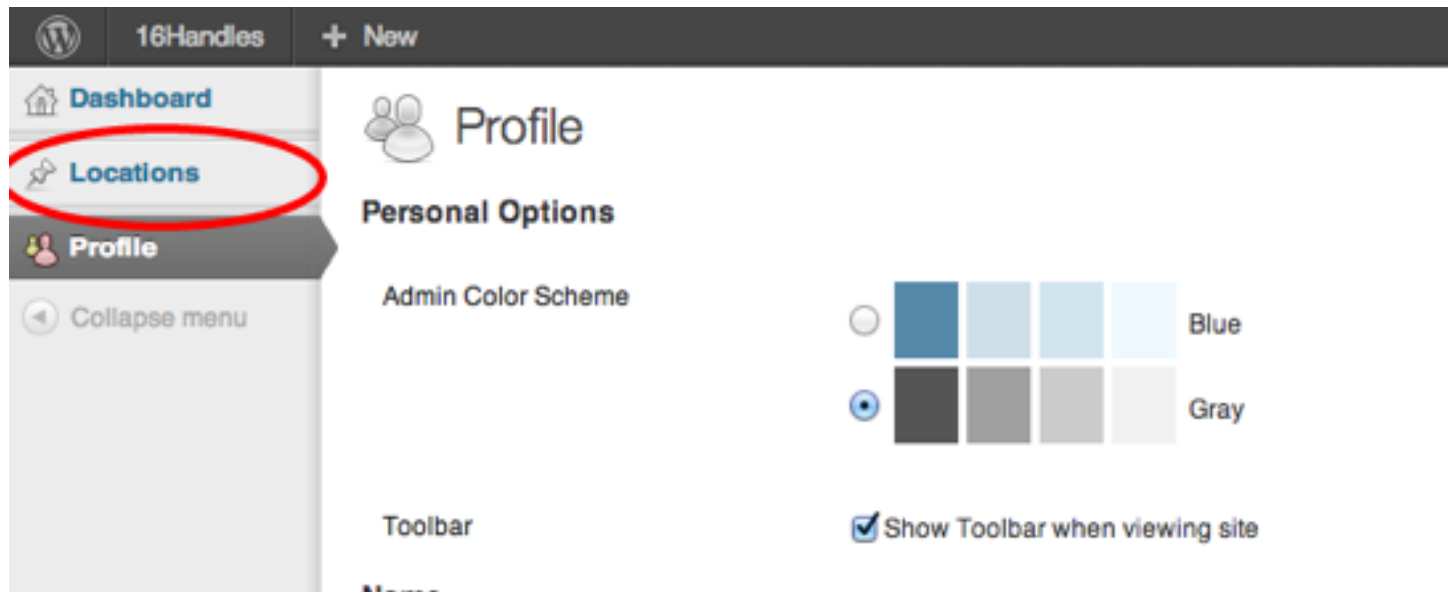 16Handles + New
Dashboard
Locations
Profile
Collapse menu
Profile
Personal Options
Admin Color Scheme
Blue
Gray
Toolbar
Show Toolbar when viewing site
Name